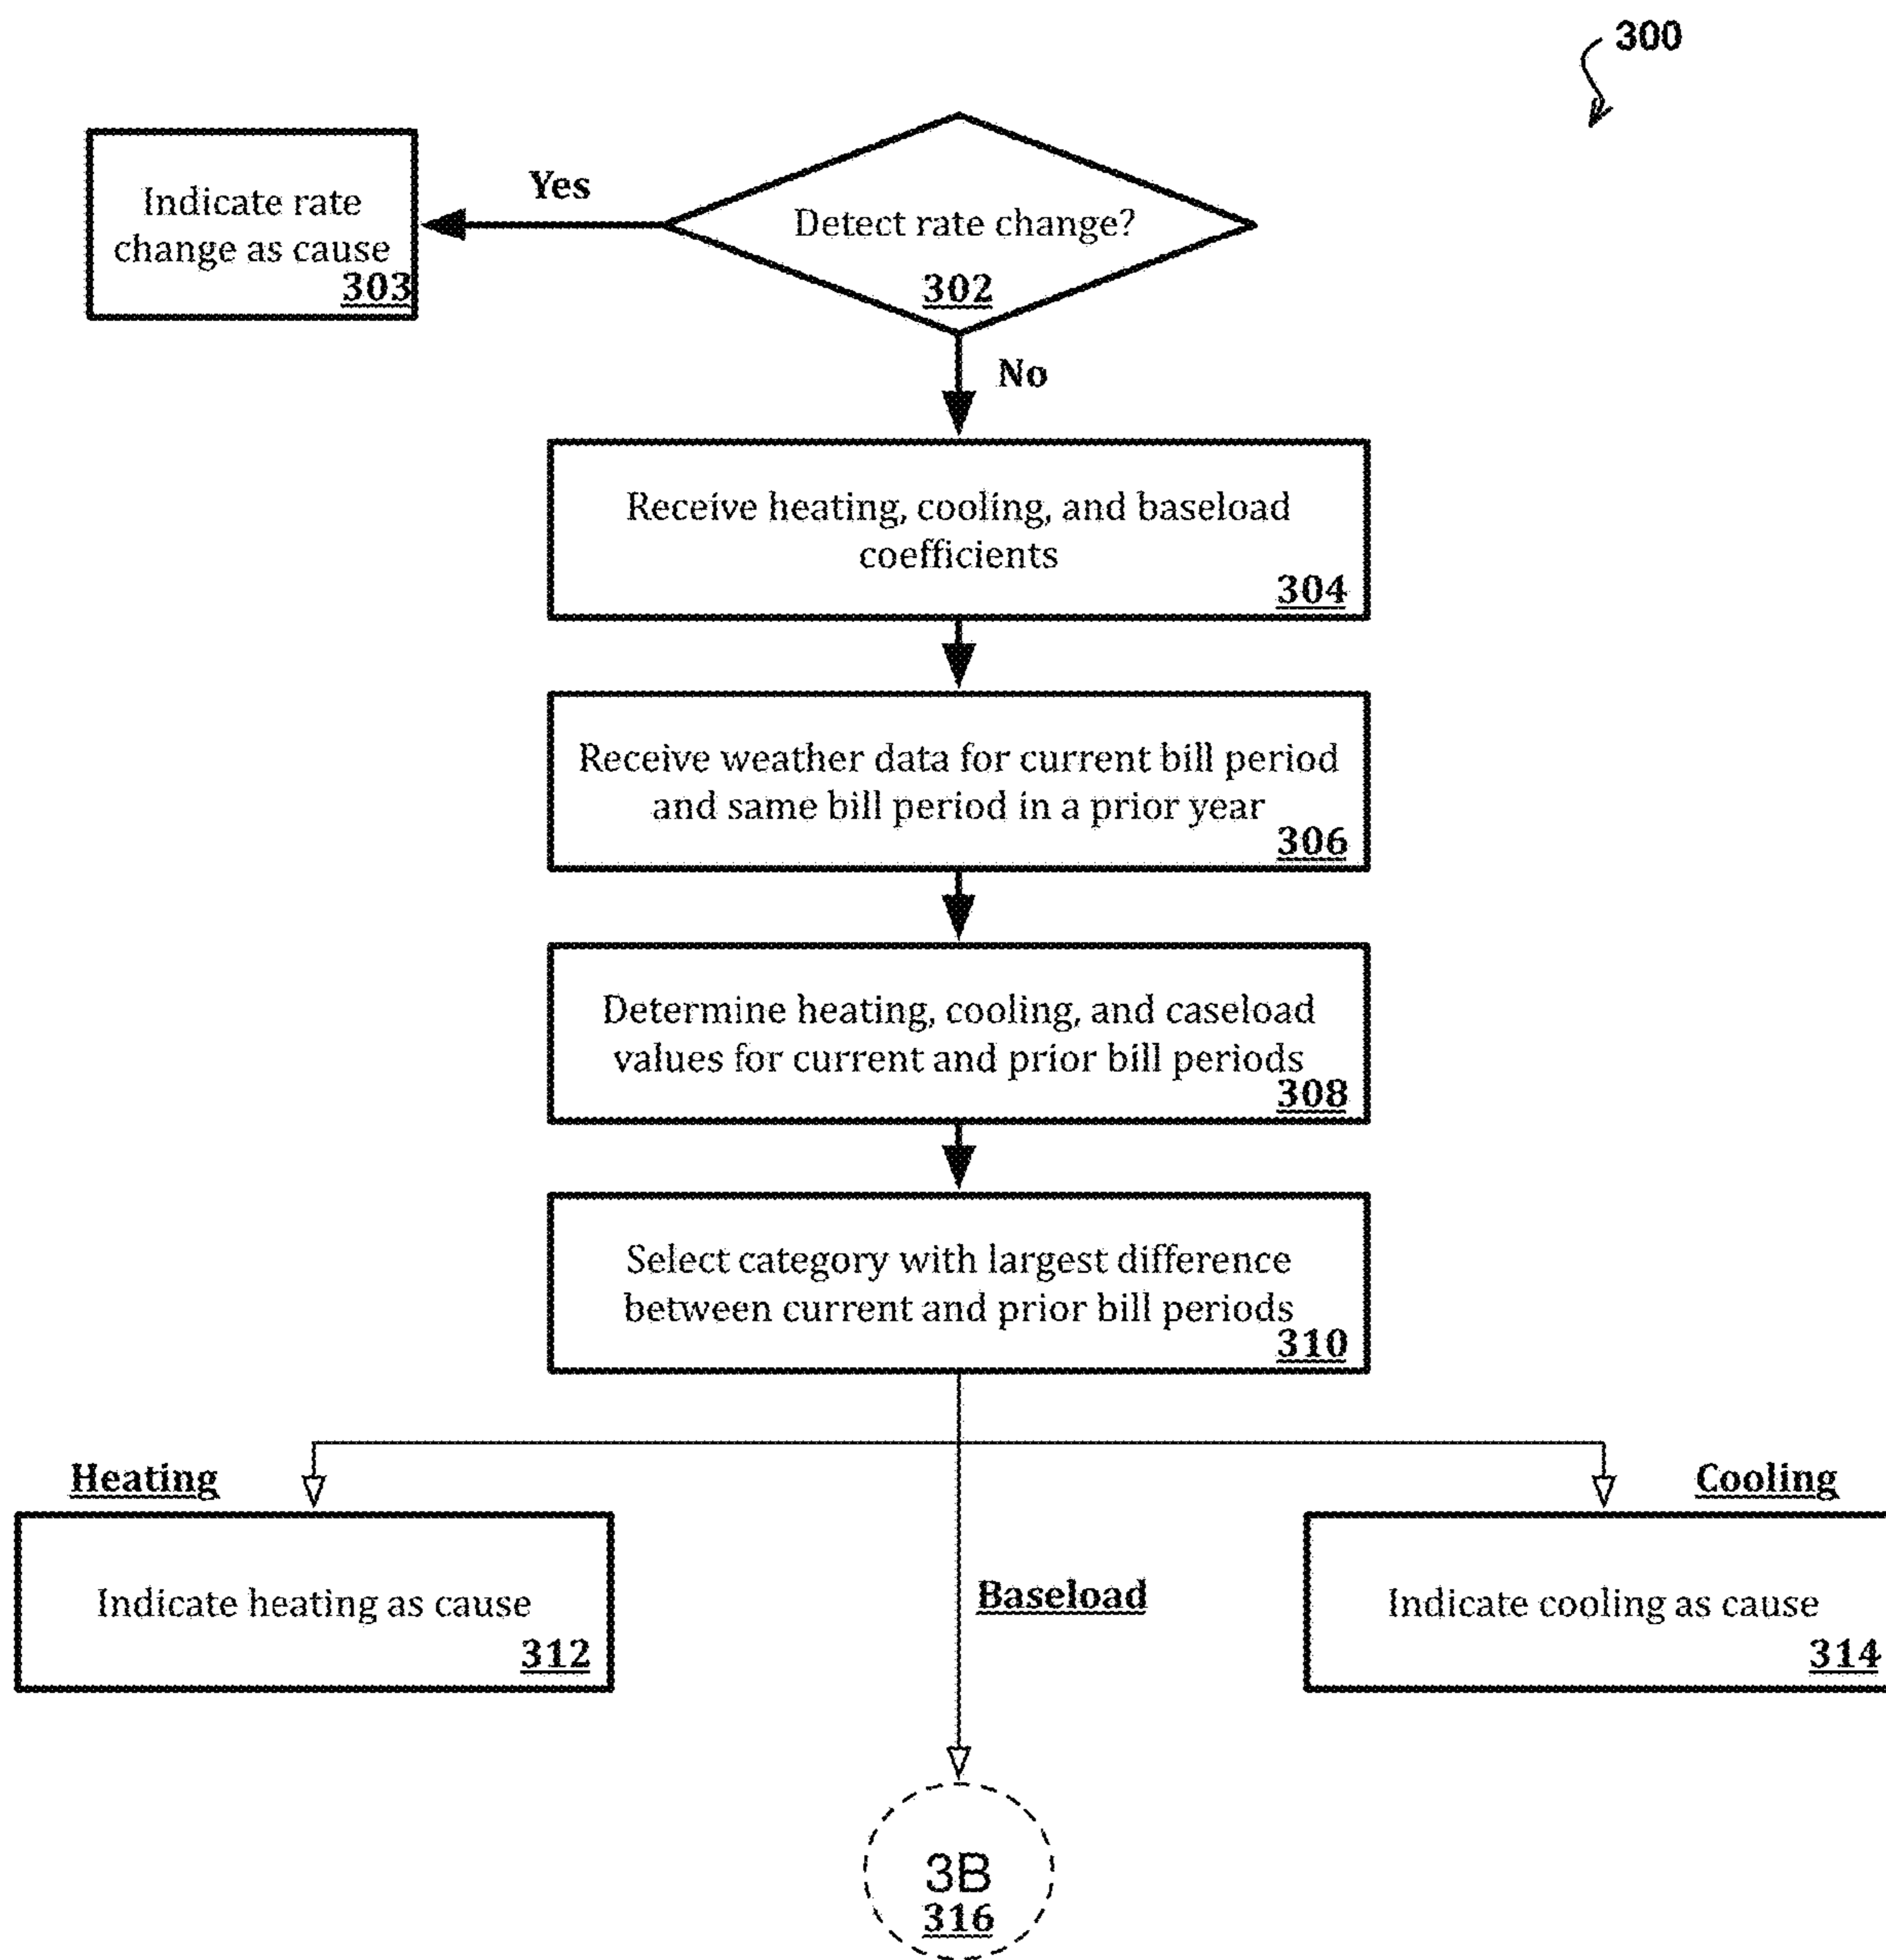 300
Yes
Indicate rate
change as cause
303
Detect rate change?
302
No
Receive heating, cooling, and baseload
coefficients
304
Receive weather data for current bill period
and same bill period in a prior year
306
Determine heating, cooling, and caseload
values for current and prior bill periods
308
Select category with largest difference
between current and prior bill periods
310
Heating
Cooling
Indicate heating as cause
312
Baseload
Indicate cooling as cause
314
3B
316